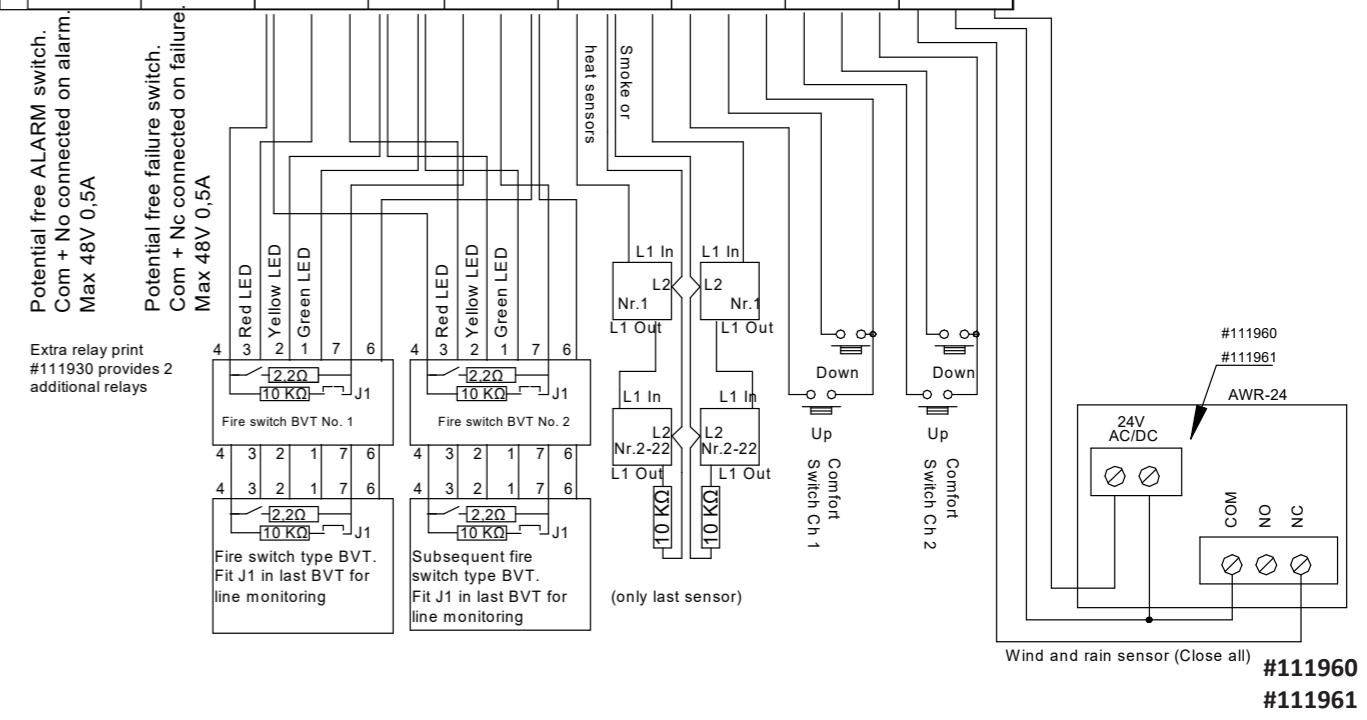 Potential free ALARM switch.
Com + No connected on alarm.
Max 48V 0,5A
Potential free failure switch.
Com + Nc connected on failure.
Max 48V 0,5A
Extra relay print
#111930 provides 2
additional relays
Red LED
Yellow LED
Green LED
4 3 2 1 7 6
2,2Ω
10 KΩ J1
Fire switch BVT No. 1
4 3 2 1 7 6
4 3 2 1 7 6
2,2Ω
10 KΩ J1
Fire switch type BVT.
Fit J1 in last BVT for
line monitoring
Red LED
Yellow LED
Green LED
4 3 2 1 7 6
2,2Ω
10 KΩ J1
Fire switch BVT No. 2
4 3 2 1 7 6
4 3 2 1 7 6
2,2Ω
10 KΩ J1
Subsequent fire
switch type BVT.
Fit J1 in last BVT for
line monitoring
Smoke or
heat sensors
L1 In L1 In
L2 L2
Nr.1 Nr.1
L1 Out L1 Out
L1 In L1 In
L2 L2
Nr.2-22 Nr.2-22
L1 Out L1 Out
10 KΩ 10 KΩ
(only last sensor)
Down
Up
Comfort
Switch Ch 1
Down
Up
Comfort
Switch Ch 2
#111960
#111961
AWR-24
24V
AC/DC
COM
NO
NC
Wind and rain sensor (Close all)
#111960
#111961